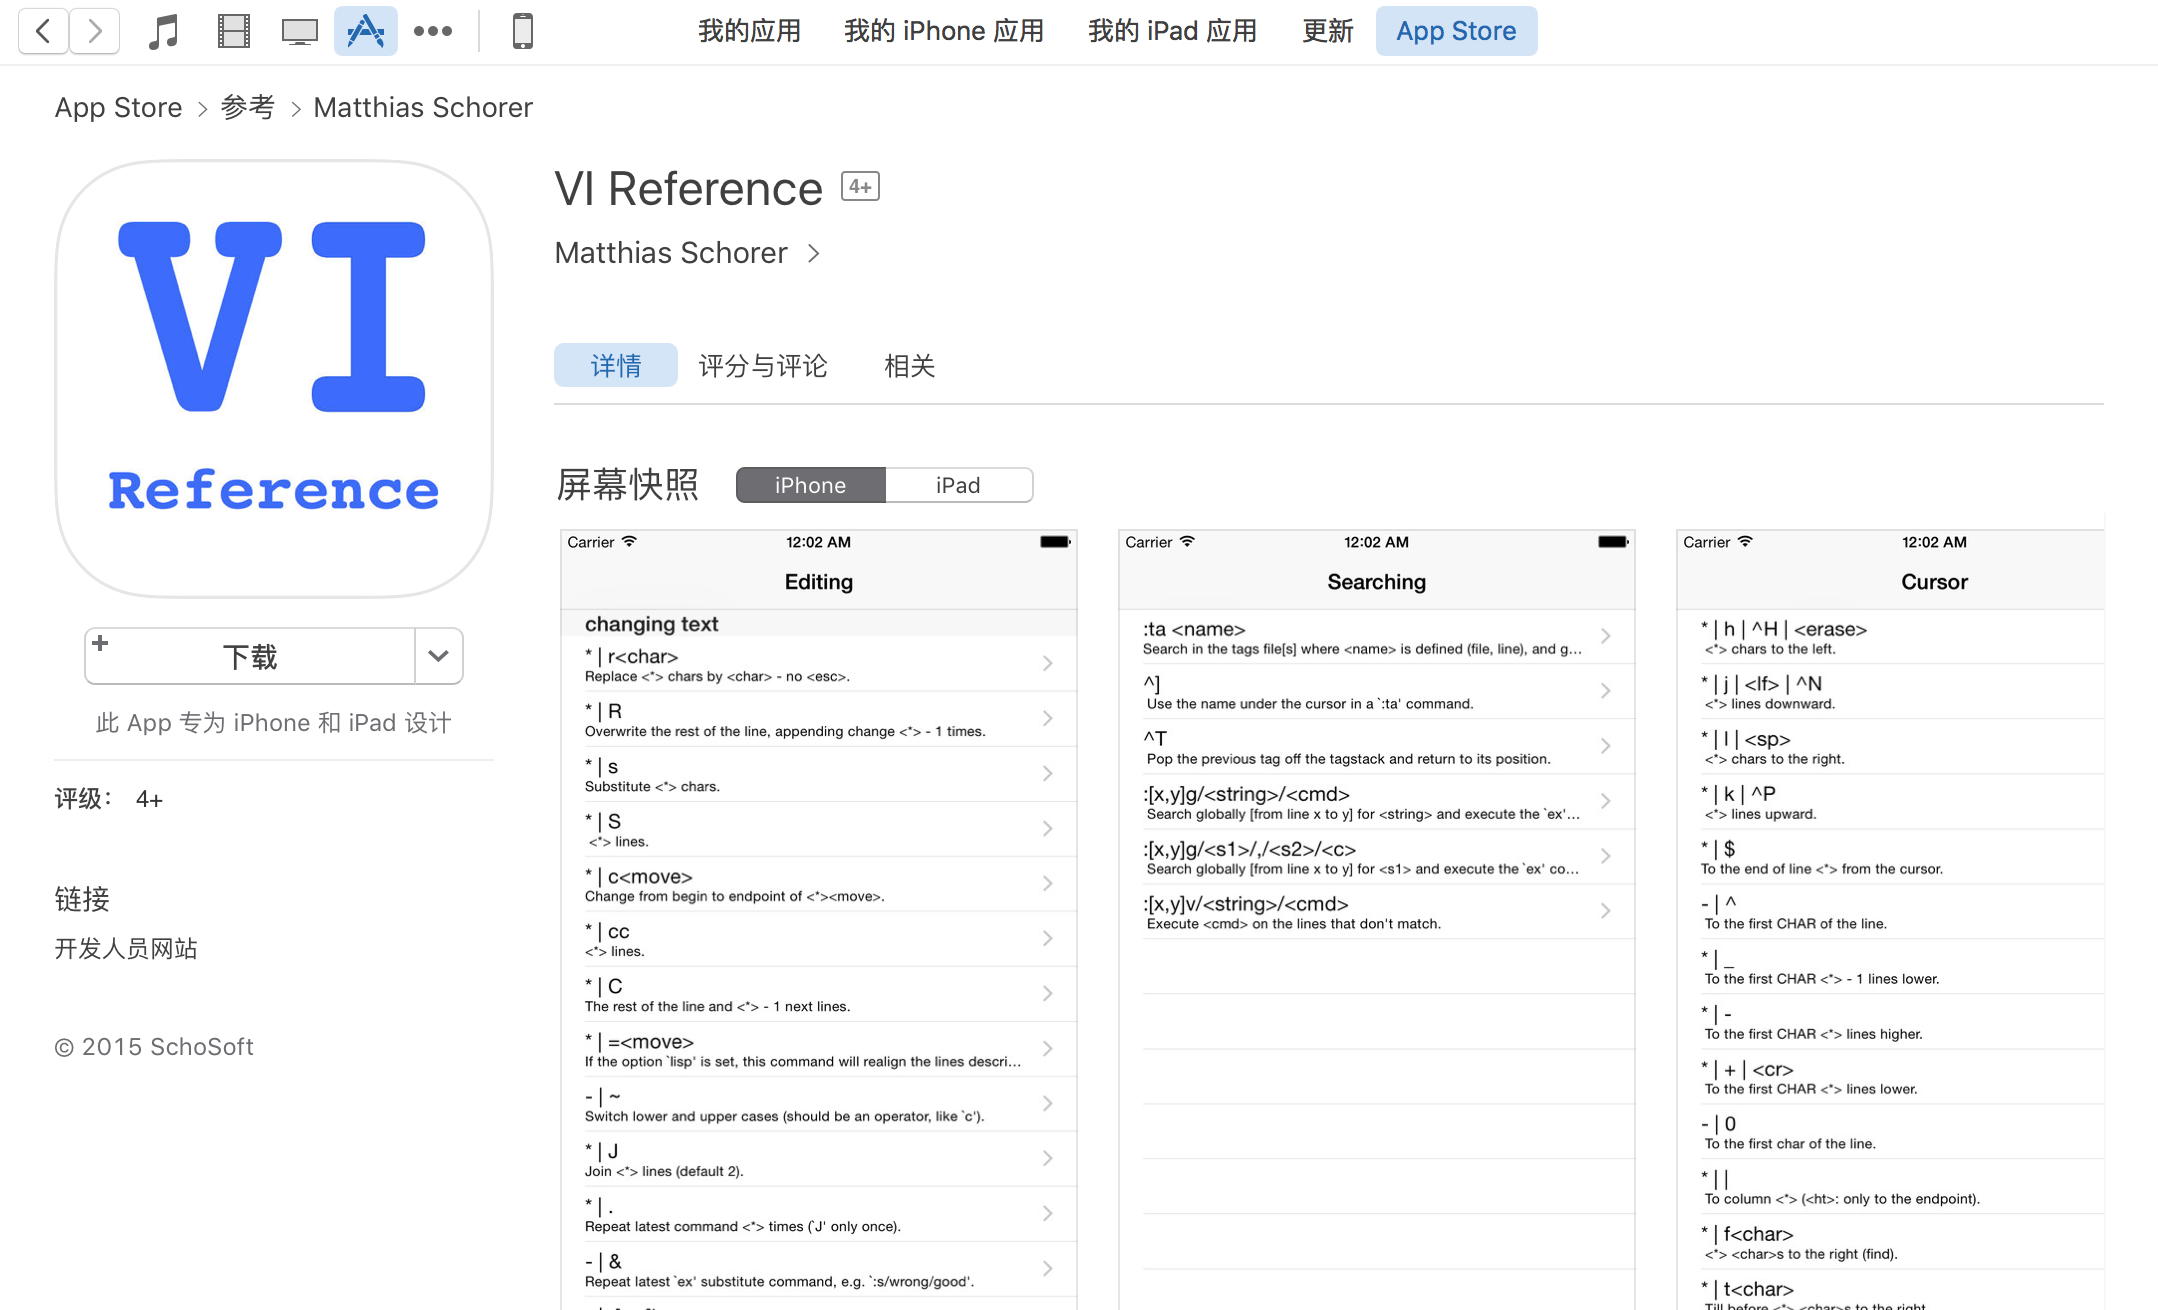 我的应用 我的 iPhone 应用 我的 iPad 应用 更新 App Store
App Store > 参考 > Matthias Schorer
VI
Reference
下载
此 App 专为 iPhone 和 iPad 设计
评级： 4+
链接
开发人员网站
© 2015 SchoSoft
VI Reference 4+
Matthias Schorer >
详情 评分与评论 相关
屏幕快照 iPhone iPad
Carrier 12:02 AM
Editing
changing text
* | r<char>
Replace <*> chars by <char> - no <esc>.
* | R
Overwrite the rest of the line, appending change <*> - 1 times.
* | s
Substitute <*> chars.
* | S
<*> lines.
* | c<move>
Change from begin to endpoint of <*><move>.
* | cc
<*> lines.
* | C
The rest of the line and <*> - 1 next lines.
* | =<move>
If the option `lisp' is set, this command will realign the lines descri...
- | ~
Switch lower and upper cases (should be an operator, like `c').
* | J
Join <*> lines (default 2).
* | .
Repeat latest command <*> times (`J' only once).
- | &
Repeat latest `ex' substitute command, e.g. `:s/wrong/good'.
Carrier 12:02 AM
Searching
:ta <name>
Search in the tags file[s] where <name> is defined (file, line), and g...
^]
Use the name under the cursor in a `:ta' command.
^T
Pop the previous tag off the tagstack and return to its position.
:[x,y]g/<string>/<cmd>
Search globally [from line x to y] for <string> and execute the `ex'...
:[x,y]g/<s1>/,/<s2>/<c>
Search globally [from line x to y] for <s1> and execute the `ex' co...
:[x,y]v/<string>/<cmd>
Execute <cmd> on the lines that don't match.
Carrier 12:02 AM
Cursor
* | h | ^H | <erase>
<*> chars to the left.
* | j | <lf> | ^N
<*> lines downward.
* | l | <sp>
<*> chars to the right.
* | k | ^P
<*> lines upward.
* | $
To the end of line <*> from the cursor.
- | ^
To the first CHAR of the line.
* | _
To the first CHAR <*> - 1 lines lower.
* | -
To the first CHAR <*> lines higher.
* | + | <cr>
To the first CHAR <*> lines lower.
- | 0
To the first char of the line.
* | |
To column <*> (<ht>: only to the endpoint).
* | f<char>
<*> <char>s to the right (find).
* | t<char>
Till before <*> <char>s to the right